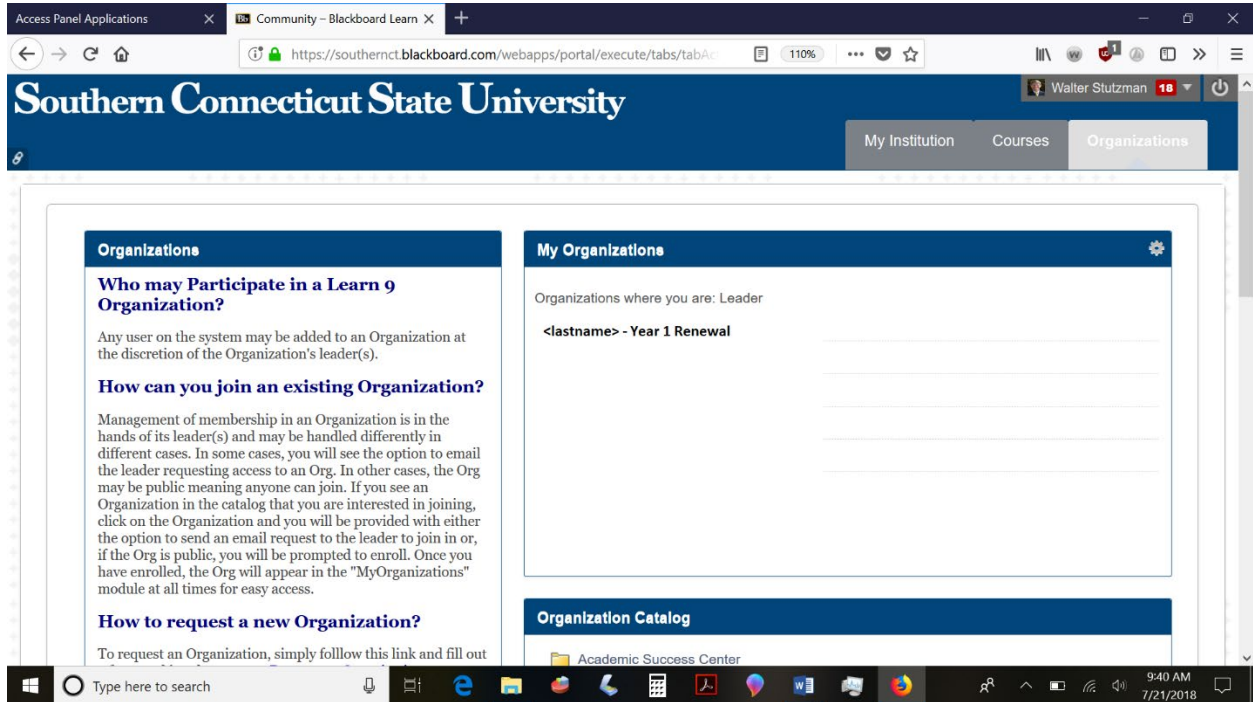 Access Panel Applications
Community – Blackboard Learn
https://southernct.blackboard.com/webapps/portal/execute/tabs/tabAc
110%
1
Southern Connecticut State University
Walter Stutzman 18
My Institution Courses Organizations
Organizations
Who may Participate in a Learn 9
Organization?
Any user on the system may be added to an Organization at
the discretion of the Organization's leader(s).
How can you join an existing Organization?
Management of membership in an Organization is in the
hands of its leader(s) and may be handled differently in
different cases. In some cases, you will see the option to email
the leader requesting access to an Org. In other cases, the Org
may be public meaning anyone can join. If you see an
Organization in the catalog that you are interested in joining,
click on the Organization and you will be provided with either
the option to send an email request to the leader to join in or,
if the Org is public, you will be prompted to enroll. Once you
have enrolled, the Org will appear in the "MyOrganizations"
module at all times for easy access.
How to request a new Organization?
To request an Organization, simply folllow this link and fill out
My Organizations
Organizations where you are: Leader
<lastname> - Year 1 Renewal
Organization Catalog
Academic Success Center
Type here to search
9:40 AM
7/21/2018